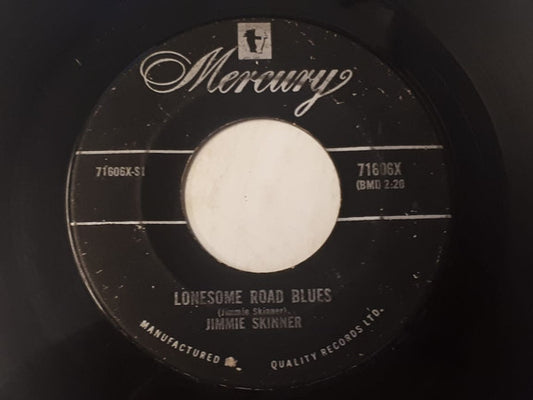 Mercury
71606X-S1
71606X
(BMI) 2:20
LONESOME ROAD BLUES
(Jimmie Skinner)
JIMMIE SKINNER
MANUFACTURED
QUALITY RECORDS LTD.